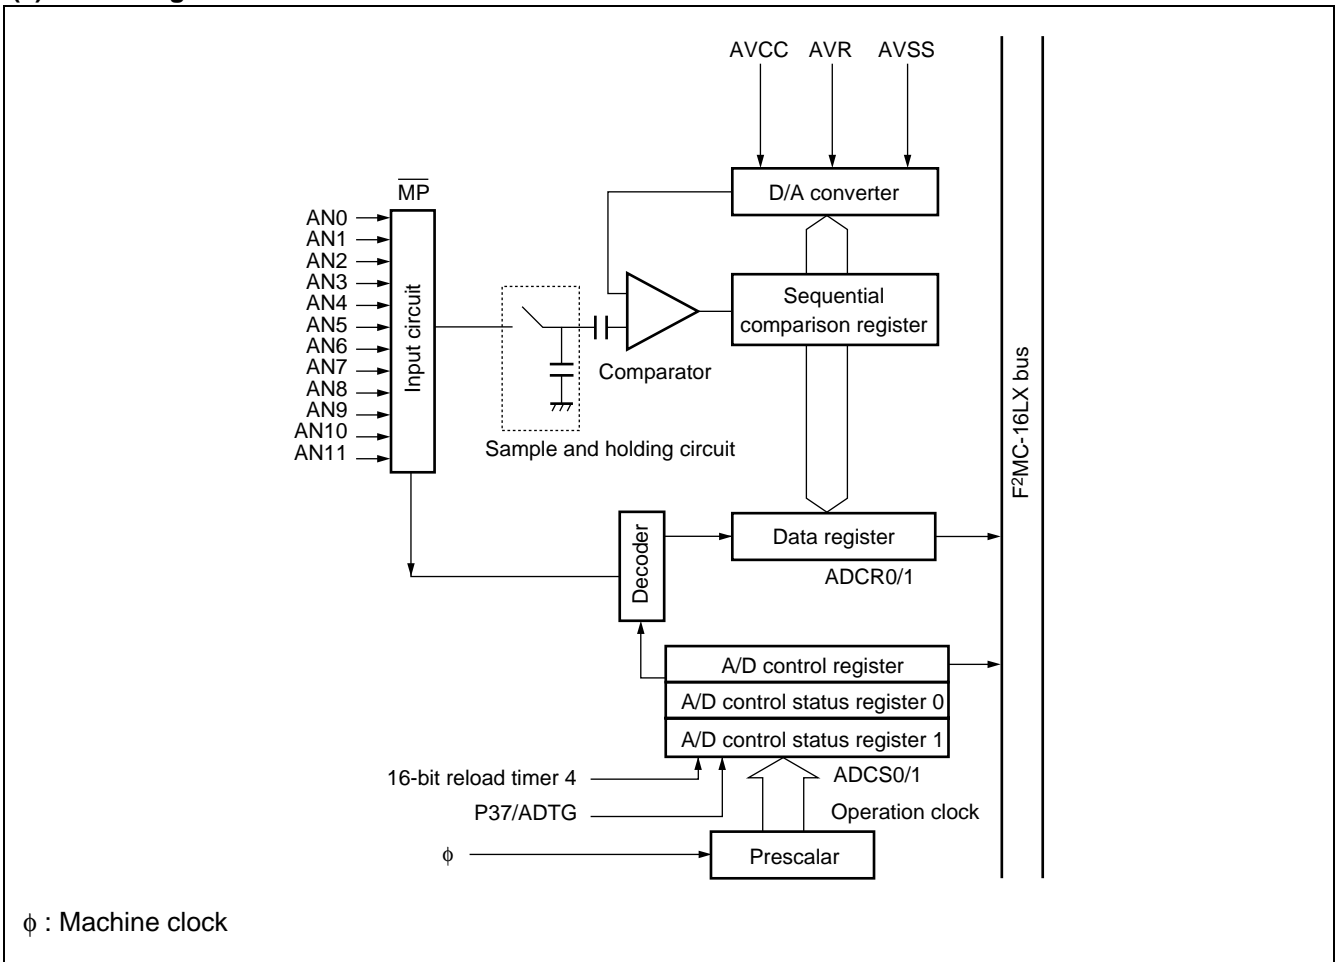 AVCC AVR AVSS
D/A converter
MP
AN0
AN1
AN2
AN3
AN4
AN5
AN6
AN7
AN8
AN9
AN10
AN11
Input circuit
Sequential
comparison register
Comparator
Sample and holding circuit
F²MC-16LX bus
Decoder
Data register
ADCR0/1
A/D control register
A/D control status register 0
A/D control status register 1
16-bit reload timer 4
ADCS0/1
P37/ADTG
Operation clock
ϕ
Prescalar
ϕ : Machine clock